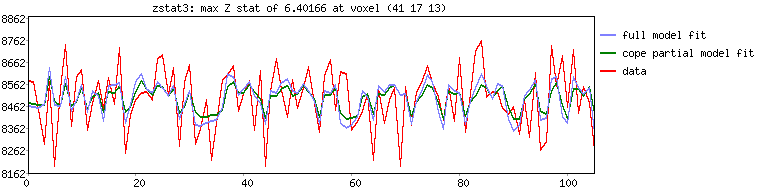 zstat3: max Z stat of 6.40166 at voxel (41 17 13)
8862
8762
8662
8562
8462
8362
8262
8162
0 20 40 60 80 100
full model fit
cope partial model fit
data